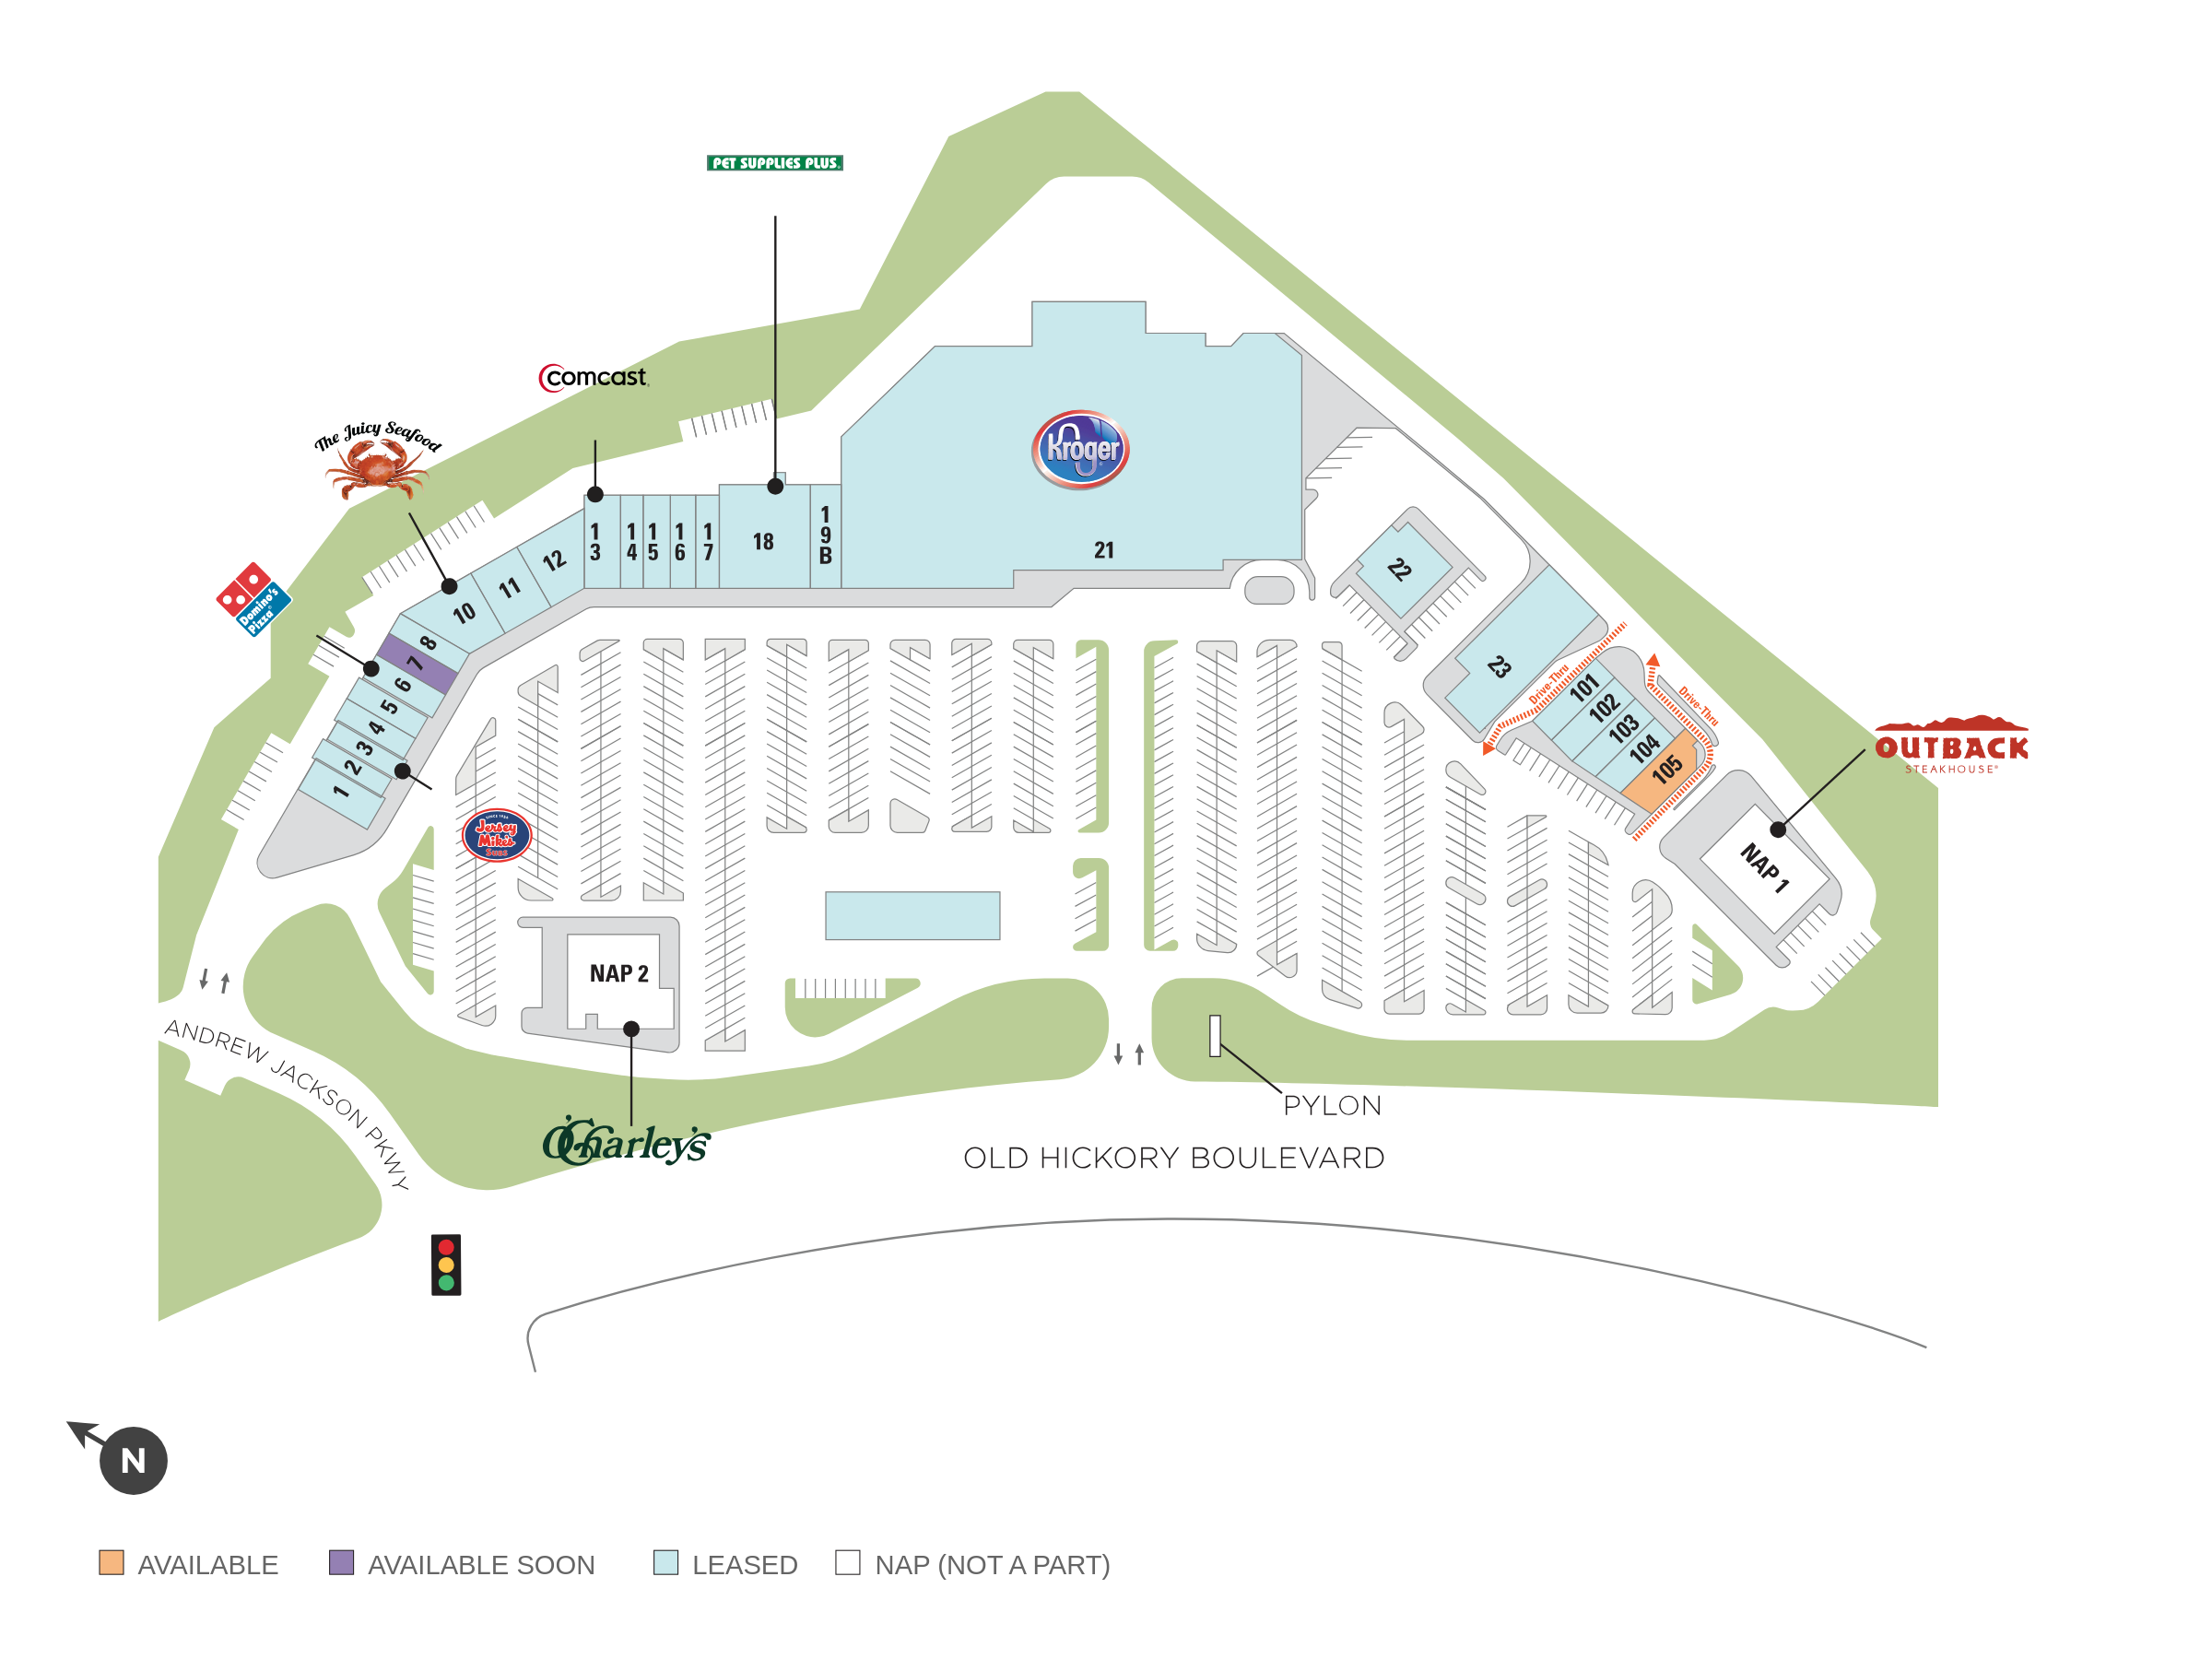 PET SUPPLIES PLUS
comcast
The Juicy Seafood
Kroger
Domino's
Pizza
13
14
15
16
17
18
19B
21
12
11
10
8
7
6
5
4
3
2
1
22
23
Drive-Thru
Drive-Thru
101
102
103
104
105
OUTBACK
STEAKHOUSE
NAP 1
SINCE 1956
Jersey
Mike's
Subs
NAP 2
O'Charley's
ANDREW JACKSON PKWY
PYLON
OLD HICKORY BOULEVARD
N
AVAILABLE
AVAILABLE SOON
LEASED
NAP (NOT A PART)